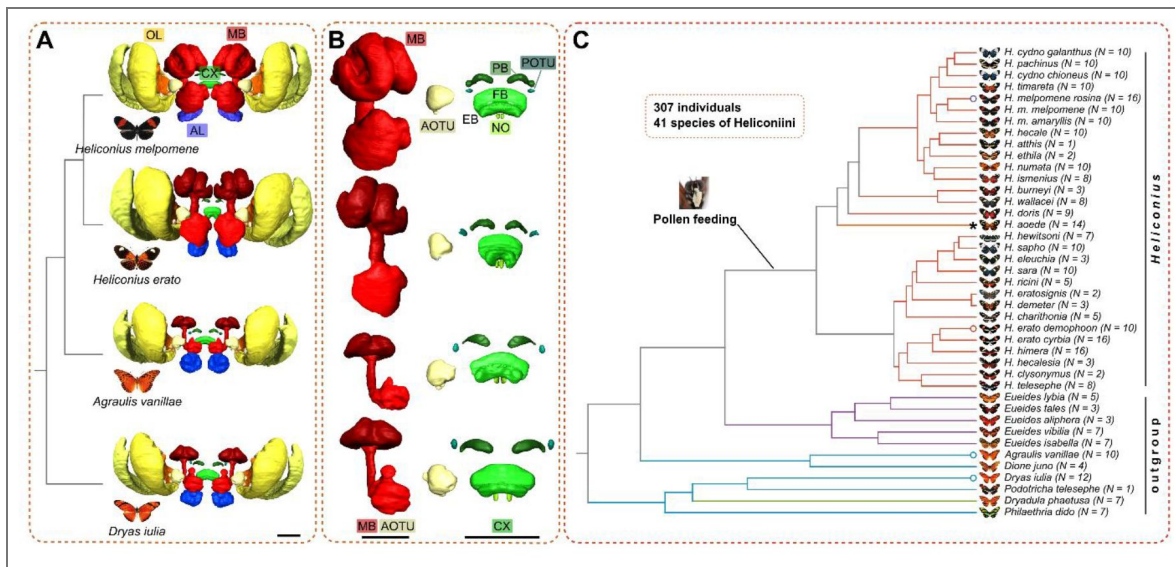 A
OL
MB
CX
AL
Heliconius melpomene
Heliconius erato
Agraulis vanillae
Dryas iulia
B
MB
PB
POTU
FB
AOTU
EB
NO
MB
AOTU
CX
C
307 individuals
41 species of Heliconiini
Pollen feeding
H. cydno galanthus (N = 10)
H. pachinus (N = 10)
H. cydno chioneus (N = 10)
H. timareta (N = 10)
H. melpomene rosina (N = 16)
H. m. melpomene (N = 10)
H. m. amaryllis (N = 10)
H. hecale (N = 10)
H. atthis (N = 1)
H. ethila (N = 2)
H. numata (N = 10)
H. ismenius (N = 8)
H. burneyi (N = 3)
H. wallacei (N = 8)
H. doris (N = 9)
* H. aoede (N = 14)
H. hewitsoni (N = 7)
H. sapho (N = 10)
H. eleuchia (N = 3)
H. sara (N = 10)
H. ricini (N = 5)
H. eratosignis (N = 2)
H. demeter (N = 3)
H. charithonia (N = 5)
H. erato demophoon (N = 10)
H. erato cyrbia (N = 16)
H. himera (N = 16)
H. hecalesia (N = 3)
H. clysonymus (N = 2)
H. telesephe (N = 8)
Eueides lybia (N = 5)
Eueides tales (N = 3)
Eueides aliphera (N = 3)
Eueides vibilia (N = 7)
Eueides isabella (N = 7)
Agraulis vanillae (N = 10)
Dione juno (N = 4)
Dryas iulia (N = 12)
Podotricha telesephe (N = 1)
Dryadula phaetusa (N = 7)
Philaethria dido (N = 7)
Heliconius
outgroup